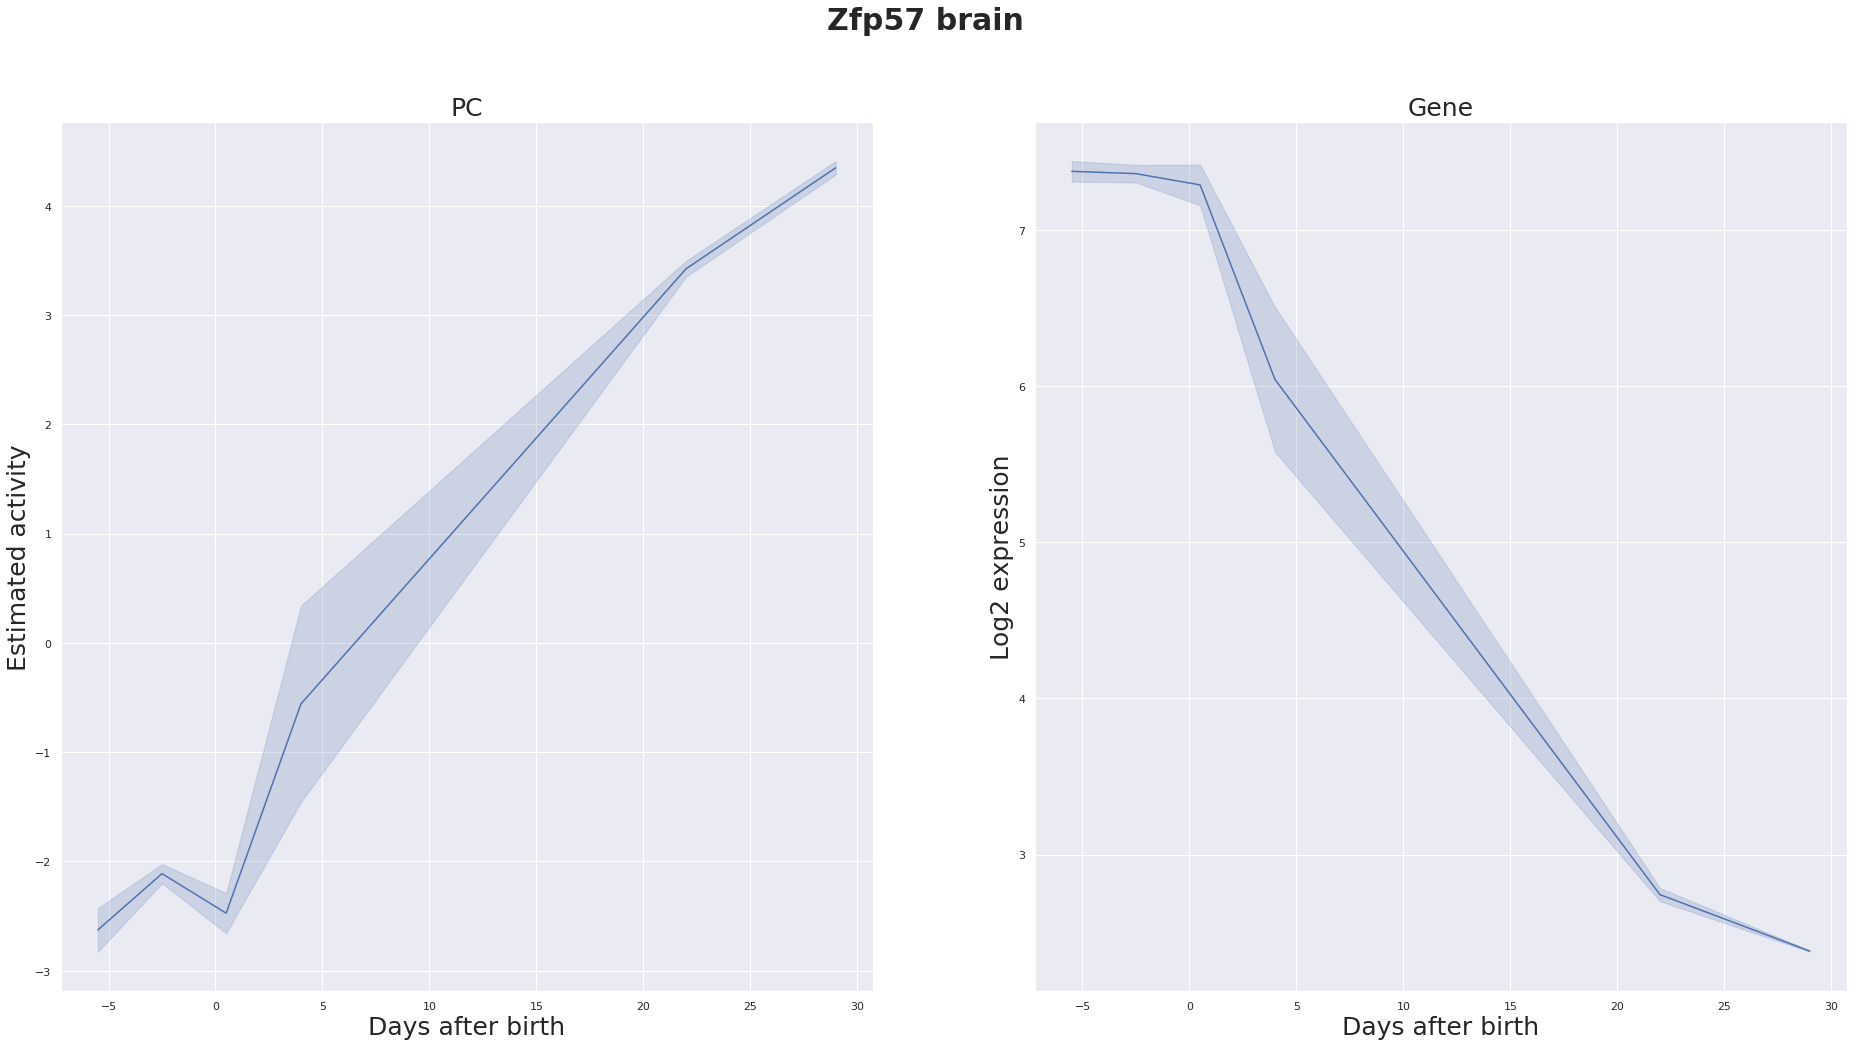 Zfp57 brain
PC
Estimated activity
4
3
2
1
0
−1
−2
−3
−5 0 5 10 15 20 25 30
Days after birth
Gene
Log2 expression
7
6
5
4
3
−5 0 5 10 15 20 25 30
Days after birth